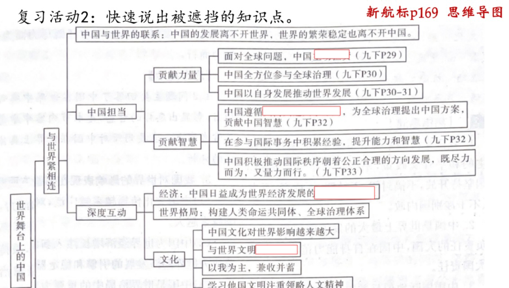 复习活动2：快速说出被遮挡的知识点。
新航标p169 思维导图
中国与世界的联系：中国的发展离不开世界，世界的繁荣稳定也离不开中国。
与世界紧相连
中国担当
贡献力量
面对全球问题，中国
（九下P29）
中国全方位参与全球治理（九下P30）
中国以自身发展推动世界发展（九下P30-31）
贡献智慧
中国遵循
，为全球治理提出中国方案，
贡献中国智慧（九下P32）
在参与国际事务中积累经验，提升能力和智慧（九下P32）
中国积极推动国际秩序朝着公正合理的方向发展，既尽力
而为，又量力而行。（九下P33）
世界舞台上的中国
深度互动
经济：中国日益成为世界经济发展的
世界格局：构建人类命运共同体、全球治理体系
文化
中国文化对世界影响越来越大
与世界文明
以我为主，兼收并蓄
学习他国文明注重领略人文精神